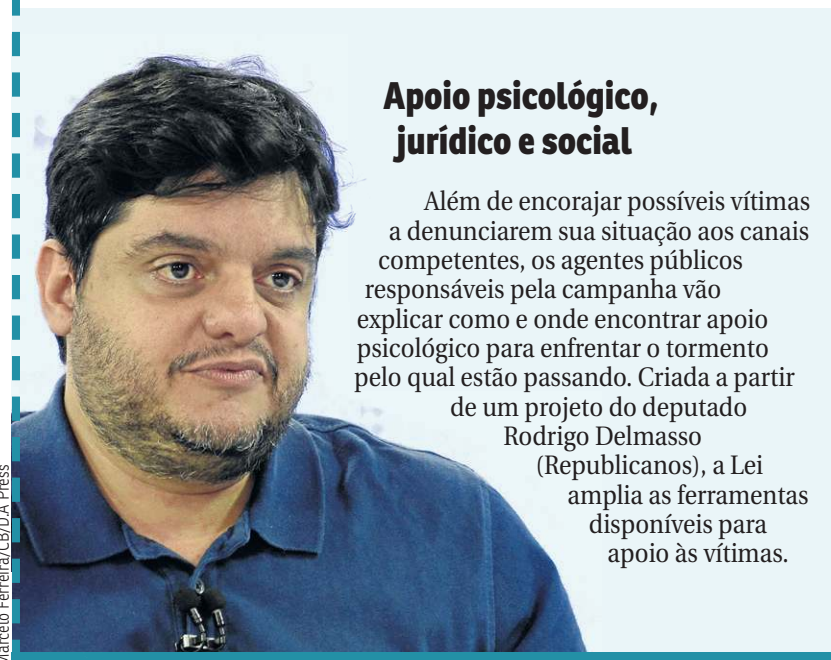 Apoio psicológico,
jurídico e social
Além de encorajar possíveis vítimas
a denunciarem sua situação aos canais
competentes, os agentes públicos
responsáveis pela campanha vão
explicar como e onde encontrar apoio
psicológico para enfrentar o tormento
pelo qual estão passando. Criada a partir
de um projeto do deputado
Rodrigo Delmasso
(Republicanos), a Lei
amplia as ferramentas
disponíveis para
apoio às vítimas.
Marcelo Ferreira/CB/D.A Press